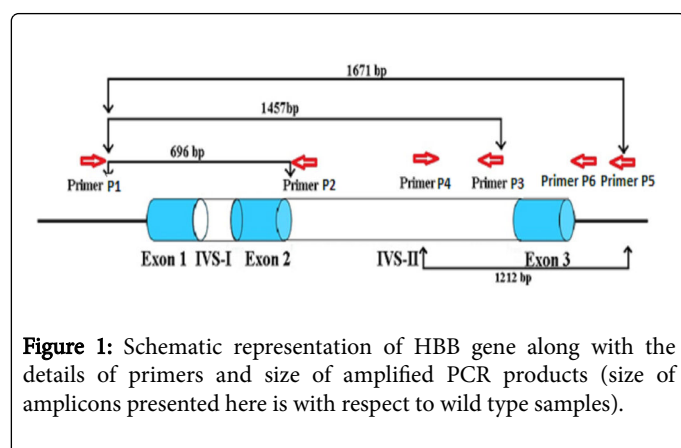 1671 bp
1457bp
696 bp
Primer P1
Primer P2
Primer P4
Primer P3
Primer P6
Primer P5
Exon 1 IVS-I Exon 2
IVS-II
Exon 3
1212 bp
Figure 1: Schematic representation of HBB gene along with the
details of primers and size of amplified PCR products (size of
amplicons presented here is with respect to wild type samples).